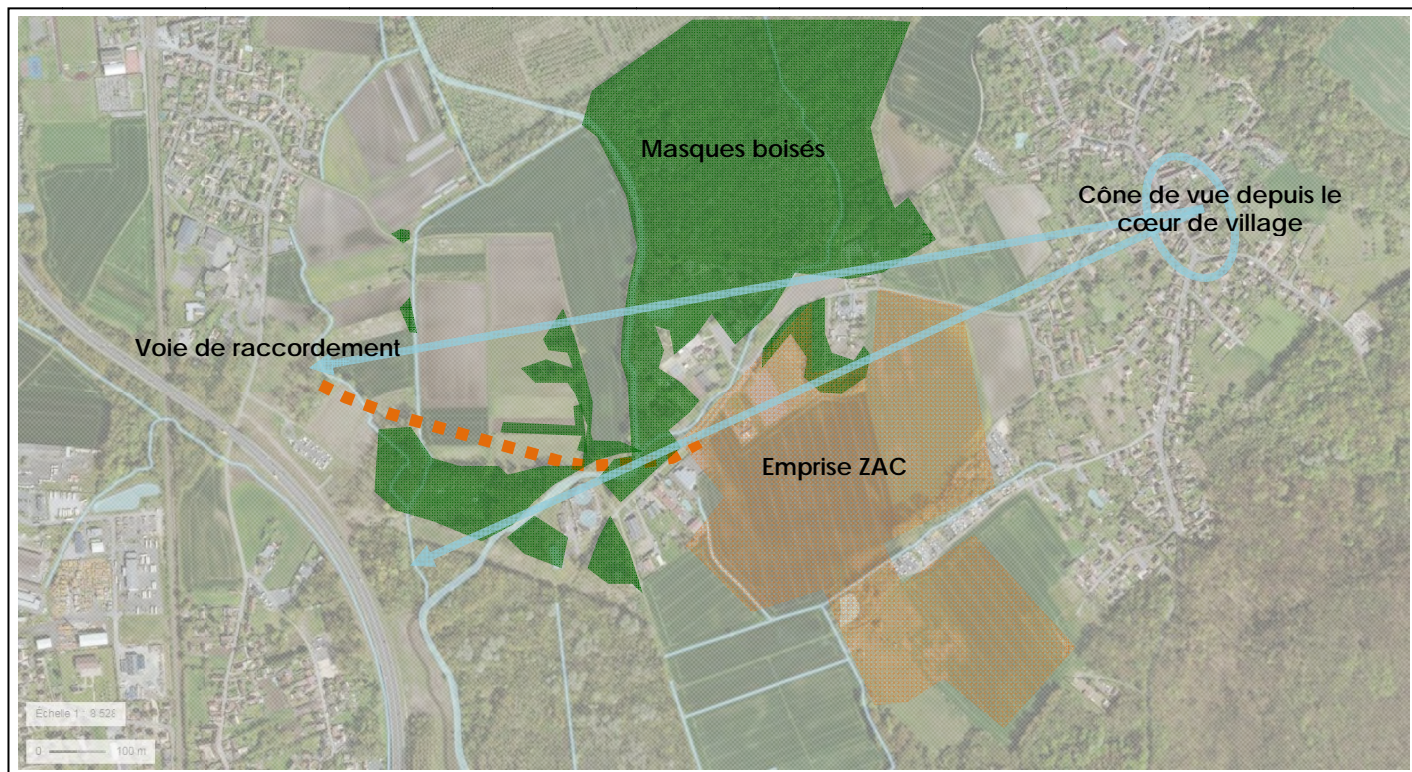 Masques boisés
Cône de vue depuis le
cœur de village
Voie de raccordement
Emprise ZAC
Échelle 1 : 8 528
0 100 m